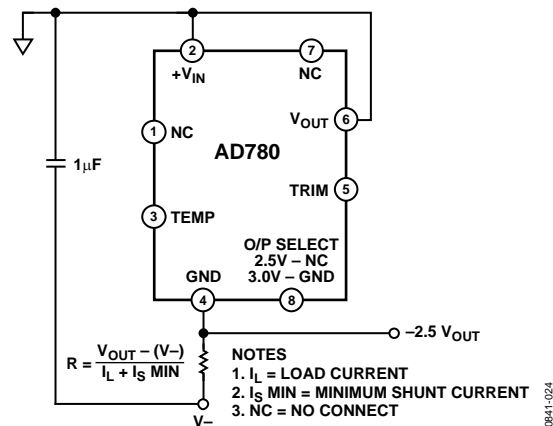 2
7
+V_IN
NC
V_OUT
6
1
NC
AD780
1μF
TRIM
5
3
TEMP
O/P SELECT
2.5V – NC
3.0V – GND
GND
4
8
–2.5 V_OUT
R = V_OUT – (V–) / I_L + I_S MIN
NOTES
1. I_L = LOAD CURRENT
2. I_S MIN = MINIMUM SHUNT CURRENT
3. NC = NO CONNECT
V–
0841-024